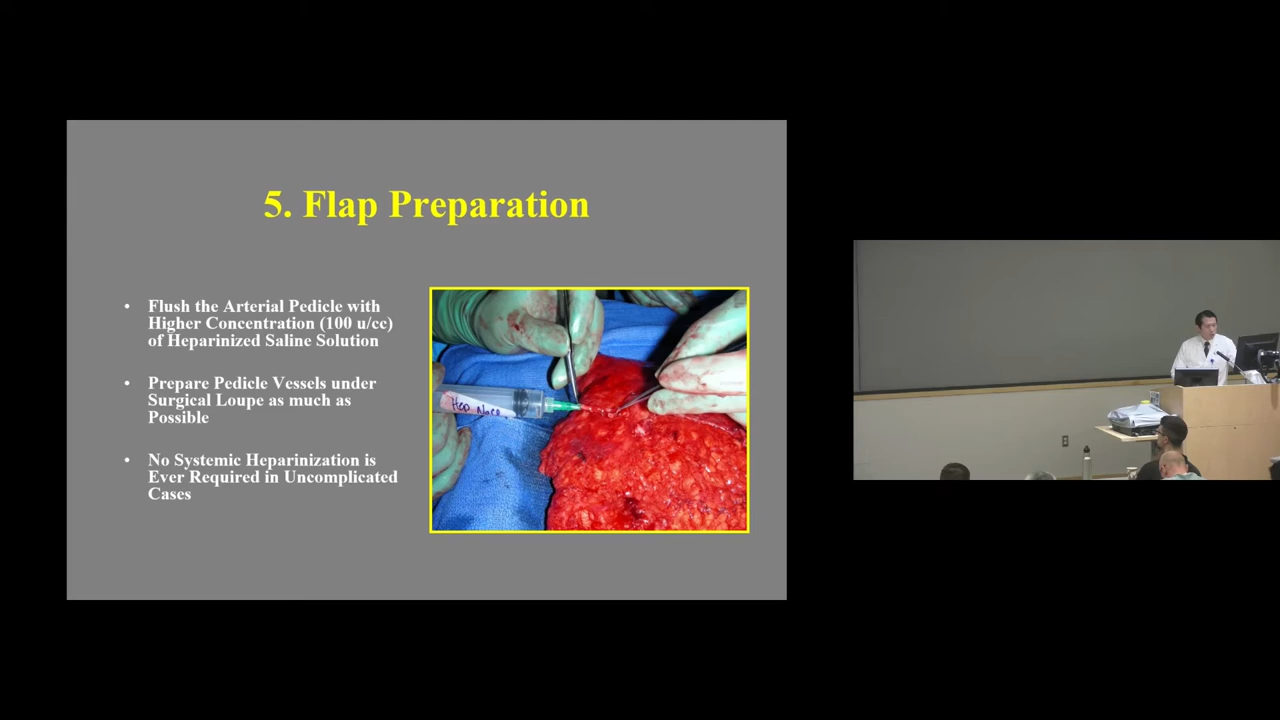 5. Flap Preparation
• Flush the Arterial Pedicle with
Higher Concentration (100 u/cc)
of Heparinized Saline Solution
• Prepare Pedicle Vessels under
Surgical Loupe as much as
Possible
• No Systemic Heparinization is
Ever Required in Uncomplicated
Cases
Hep